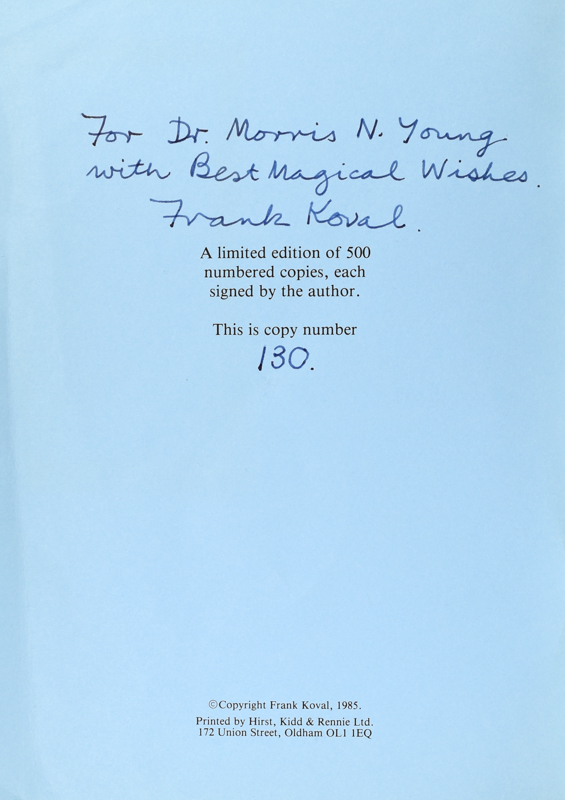 For Dr. Morris N. Young
with Best Magical Wishes.
Frank Koval.
A limited edition of 500
numbered copies, each
signed by the author.
This is copy number
130.
©Copyright Frank Koval, 1985.
Printed by Hirst, Kidd & Rennie Ltd.
172 Union Street, Oldham OL1 1EQ